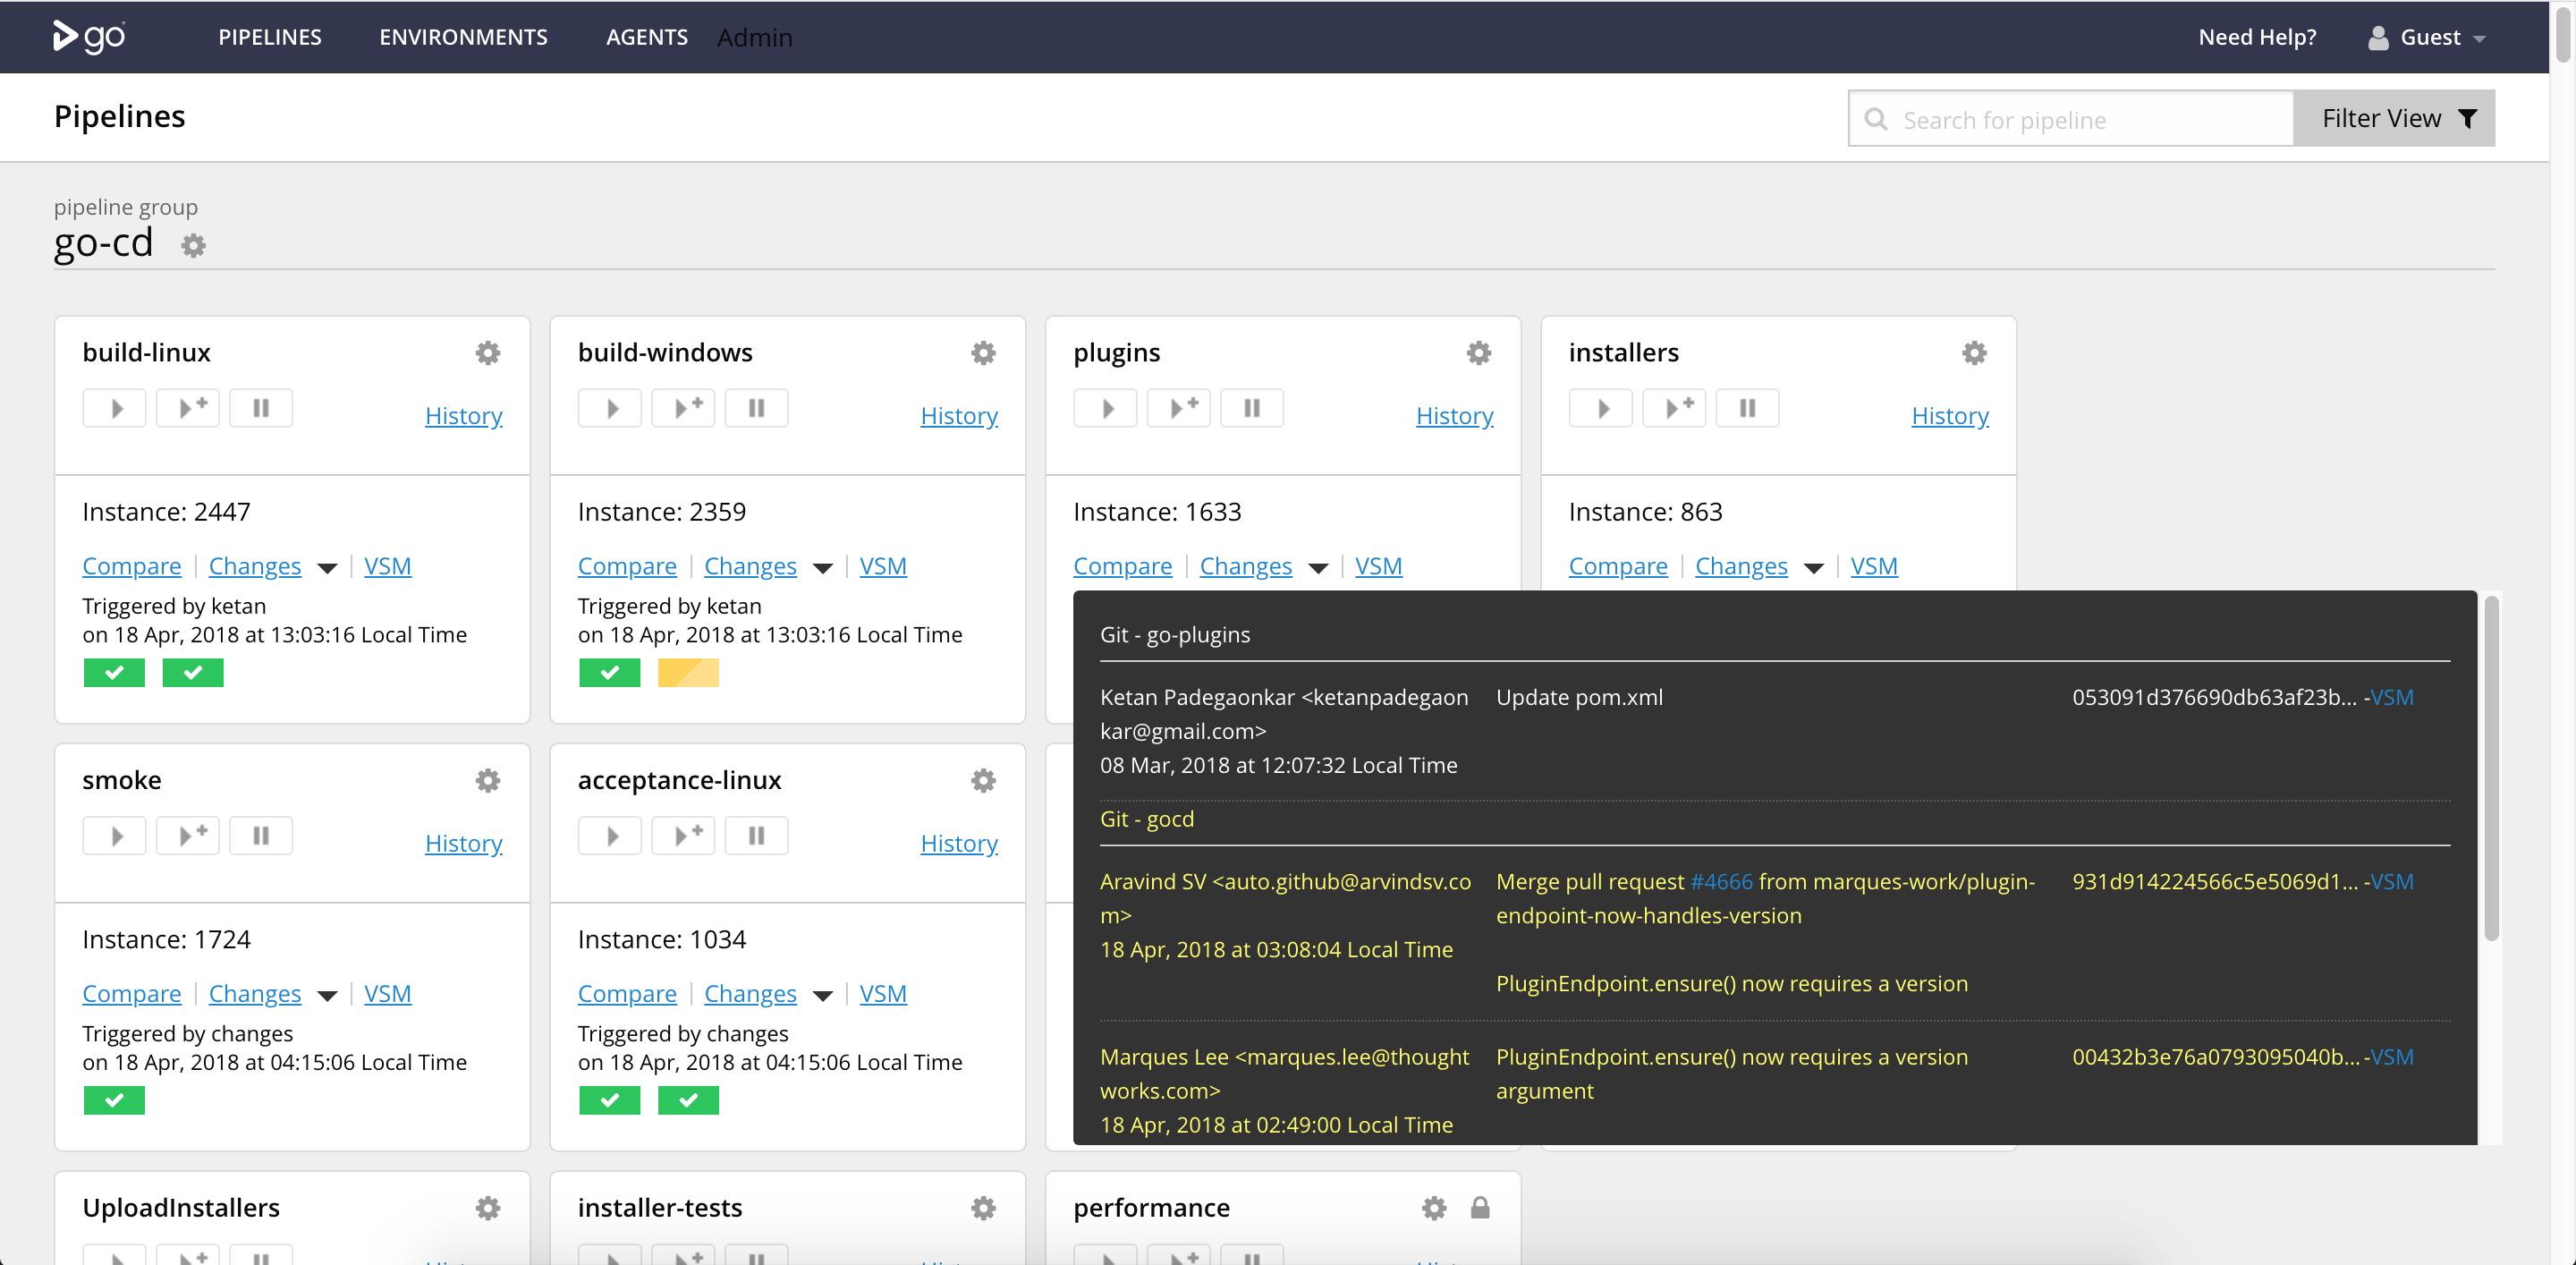 go
PIPELINES
ENVIRONMENTS
AGENTS
Admin
Need Help?
Guest
Pipelines
Search for pipeline
Filter View
pipeline group
go-cd
build-linux
History
Instance: 2447
Compare
Changes
VSM
Triggered by ketan
on 18 Apr, 2018 at 13:03:16 Local Time
build-windows
History
Instance: 2359
Compare
Changes
VSM
Triggered by ketan
on 18 Apr, 2018 at 13:03:16 Local Time
plugins
History
Instance: 1633
Compare
Changes
VSM
installers
History
Instance: 863
Compare
Changes
VSM
Git - go-plugins
Ketan Padegaonkar <ketanpadegaon
kar@gmail.com>
08 Mar, 2018 at 12:07:32 Local Time
Update pom.xml
053091d376690db63af23b... -VSM
Git - gocd
Aravind SV <auto.github@arvindsv.co
m>
18 Apr, 2018 at 03:08:04 Local Time
Merge pull request #4666 from marques-work/plugin-
endpoint-now-handles-version
PluginEndpoint.ensure() now requires a version
931d914224566c5e5069d1... -VSM
Marques Lee <marques.lee@thought
works.com>
18 Apr, 2018 at 02:49:00 Local Time
PluginEndpoint.ensure() now requires a version
argument
00432b3e76a0793095040b... -VSM
smoke
History
Instance: 1724
Compare
Changes
VSM
Triggered by changes
on 18 Apr, 2018 at 04:15:06 Local Time
acceptance-linux
History
Instance: 1034
Compare
Changes
VSM
Triggered by changes
on 18 Apr, 2018 at 04:15:06 Local Time
UploadInstallers
installer-tests
performance